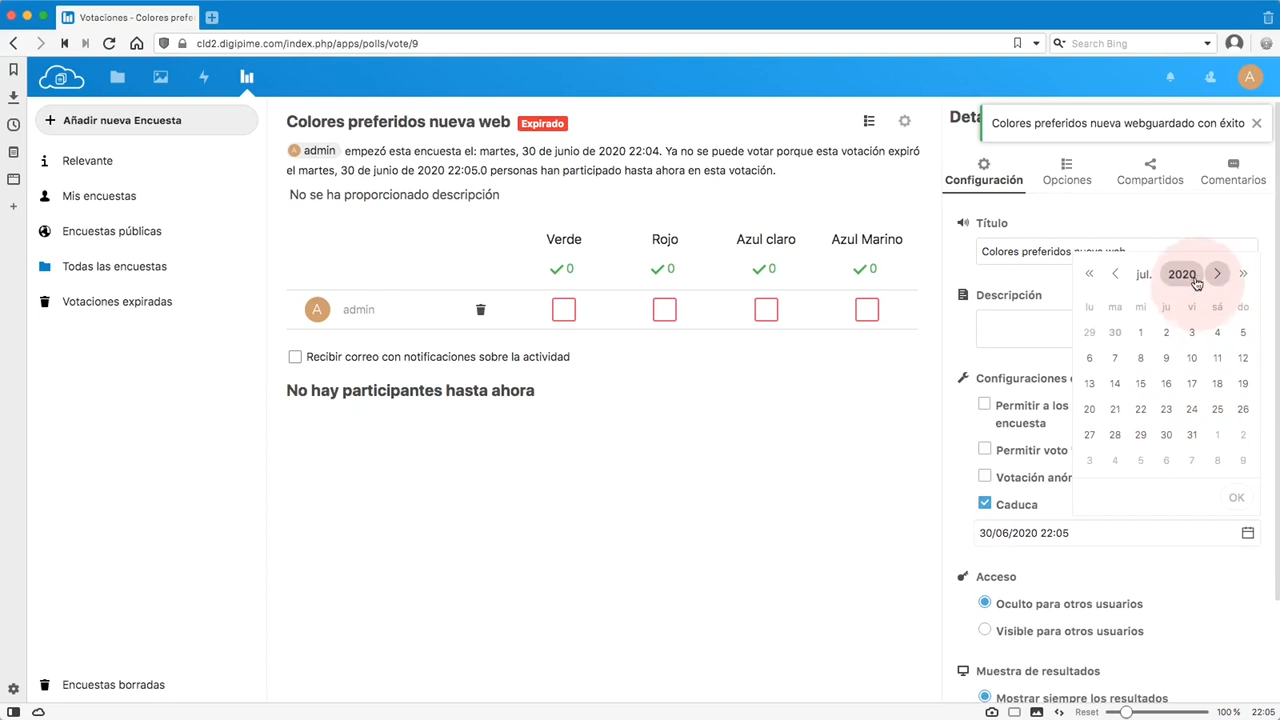 Votaciones - Colores prefe
cld2.digipime.com/index.php/apps/polls/vote/9
Search Bing
A
Añadir nueva Encuesta
Relevante
Mis encuestas
Encuestas públicas
Todas las encuestas
Votaciones expiradas
Encuestas borradas
Colores preferidos nueva web Expirado
A admin empezó esta encuesta el: martes, 30 de junio de 2020 22:04. Ya no se puede votar porque esta votación expiró
el martes, 30 de junio de 2020 22:05.0 personas han participado hasta ahora en esta votación.
No se ha proporcionado descripción
Verde Rojo Azul claro Azul Marino
0 0 0 0
A admin
Recibir correo con notificaciones sobre la actividad
No hay participantes hasta ahora
Deta
Colores preferidos nueva webguardado con éxito
Configuración Opciones Compartidos Comentarios
Título
Colores preferidos nueva web
Descripción
« ‹ jul. 2020 › »
lu ma mi ju vi sá do
29 30 1 2 3 4 5
6 7 8 9 10 11 12
13 14 15 16 17 18 19
20 21 22 23 24 25 26
27 28 29 30 31 1 2
3 4 5 6 7 8 9
OK
Configuraciones
Permitir a los
encuesta
Permitir voto
Votación anón
Caduca
30/06/2020 22:05
Acceso
Oculto para otros usuarios
Visible para otros usuarios
Muestra de resultados
Mostrar siempre los resultados
Reset 100 % 22:05